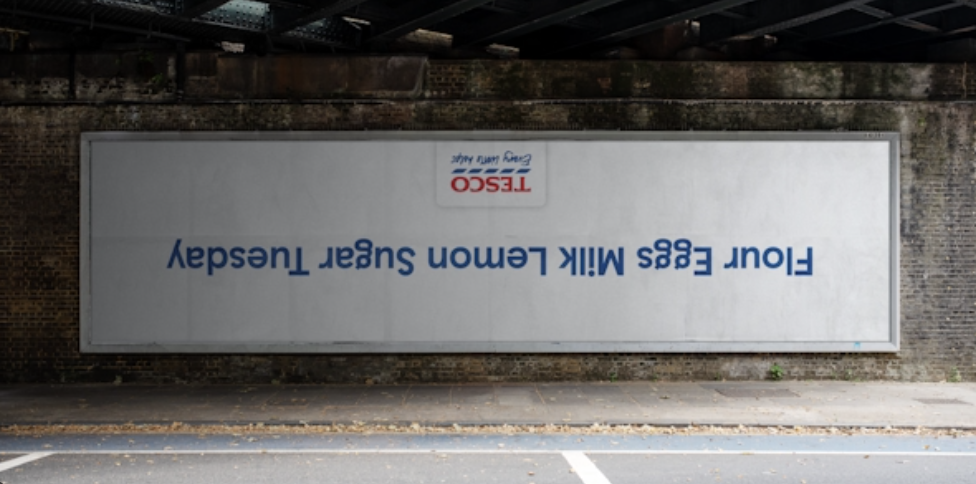 Flour Eggs Milk Lemon Sugar Tuesday
TESCO
Every little helps